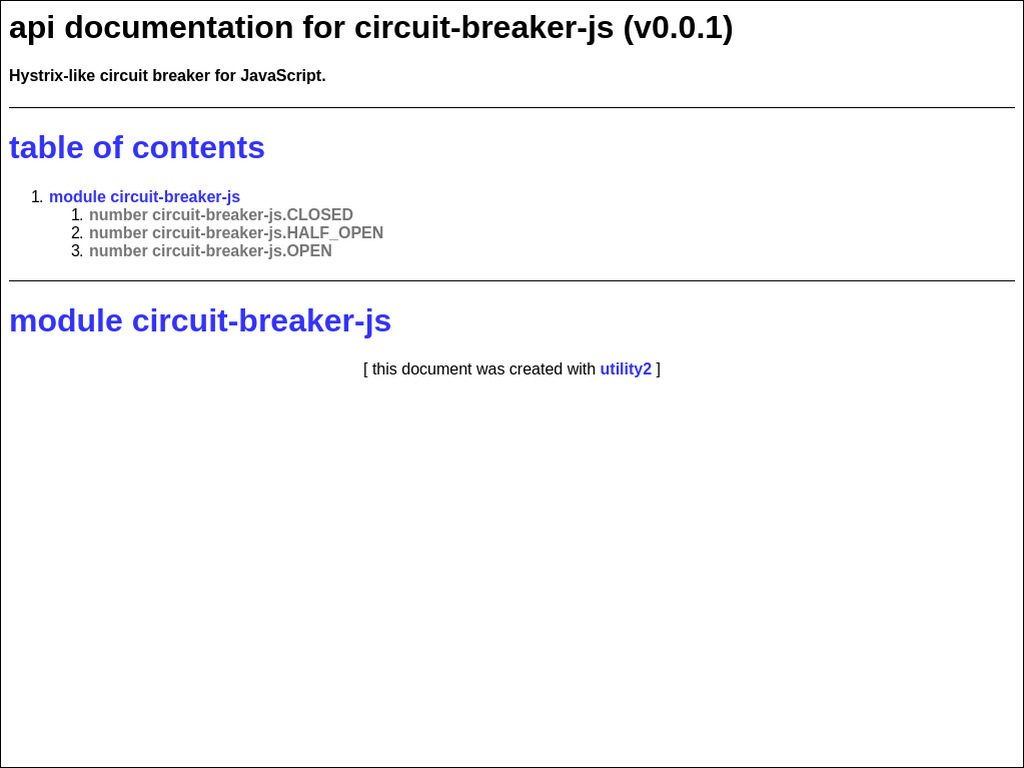 api documentation for circuit-breaker-js (v0.0.1)
Hystrix-like circuit breaker for JavaScript.
table of contents
1. module circuit-breaker-js
1. number circuit-breaker-js.CLOSED
2. number circuit-breaker-js.HALF_OPEN
3. number circuit-breaker-js.OPEN
module circuit-breaker-js
[ this document was created with utility2 ]